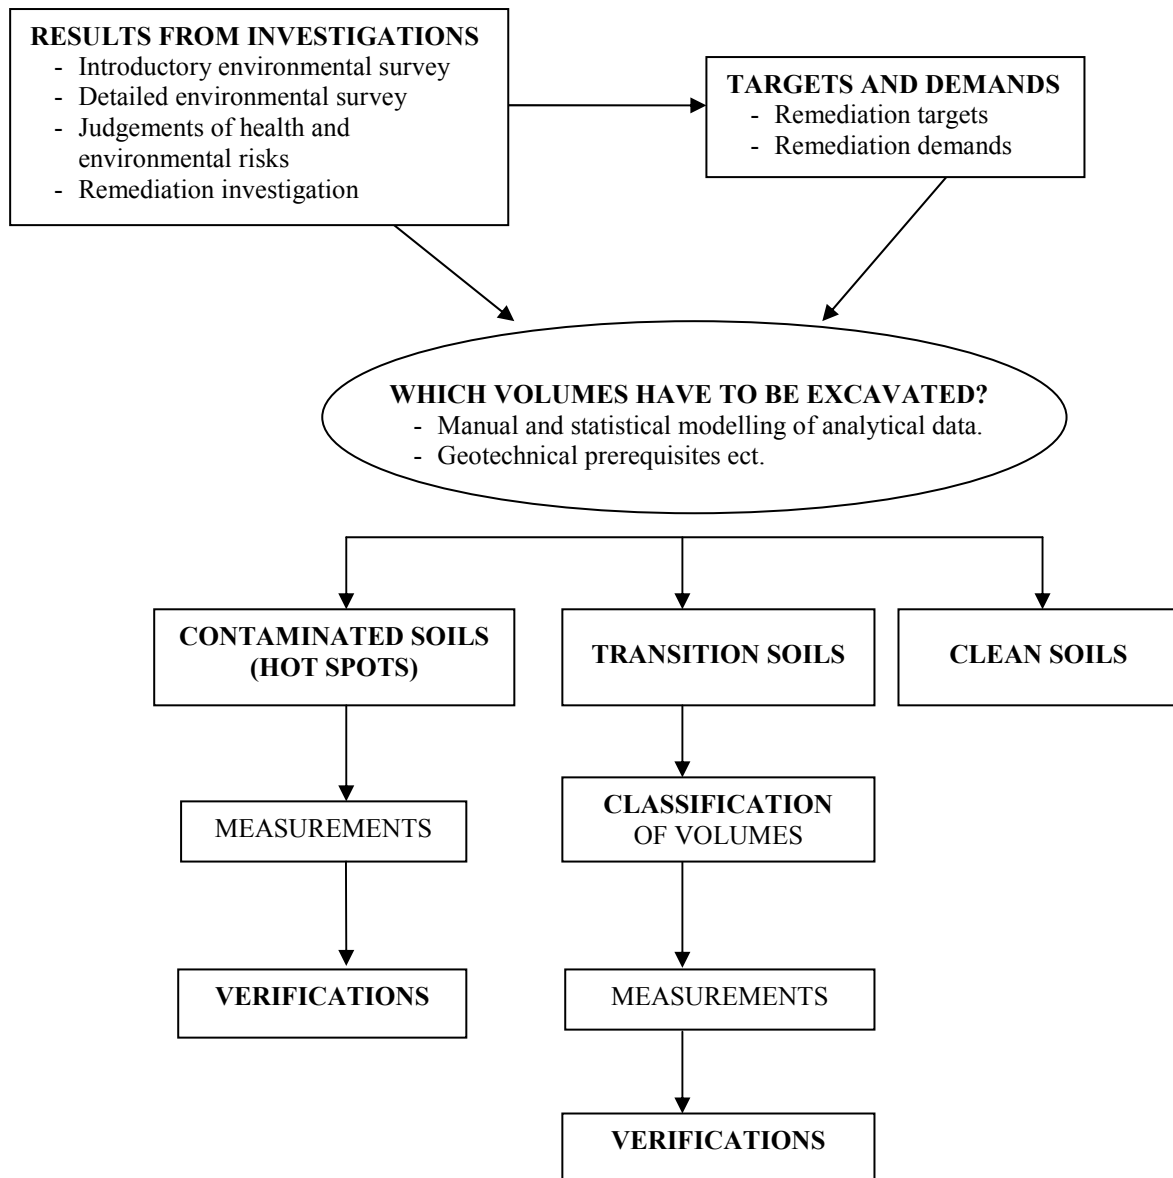 RESULTS FROM INVESTIGATIONS
- Introductory environmental survey
- Detailed environmental survey
- Judgements of health and
environmental risks
- Remediation investigation
TARGETS AND DEMANDS
- Remediation targets
- Remediation demands
WHICH VOLUMES HAVE TO BE EXCAVATED?
- Manual and statistical modelling of analytical data.
- Geotechnical prerequisites ect.
CONTAMINATED SOILS
(HOT SPOTS)
TRANSITION SOILS
CLEAN SOILS
MEASUREMENTS
CLASSIFICATION
OF VOLUMES
VERIFICATIONS
MEASUREMENTS
VERIFICATIONS